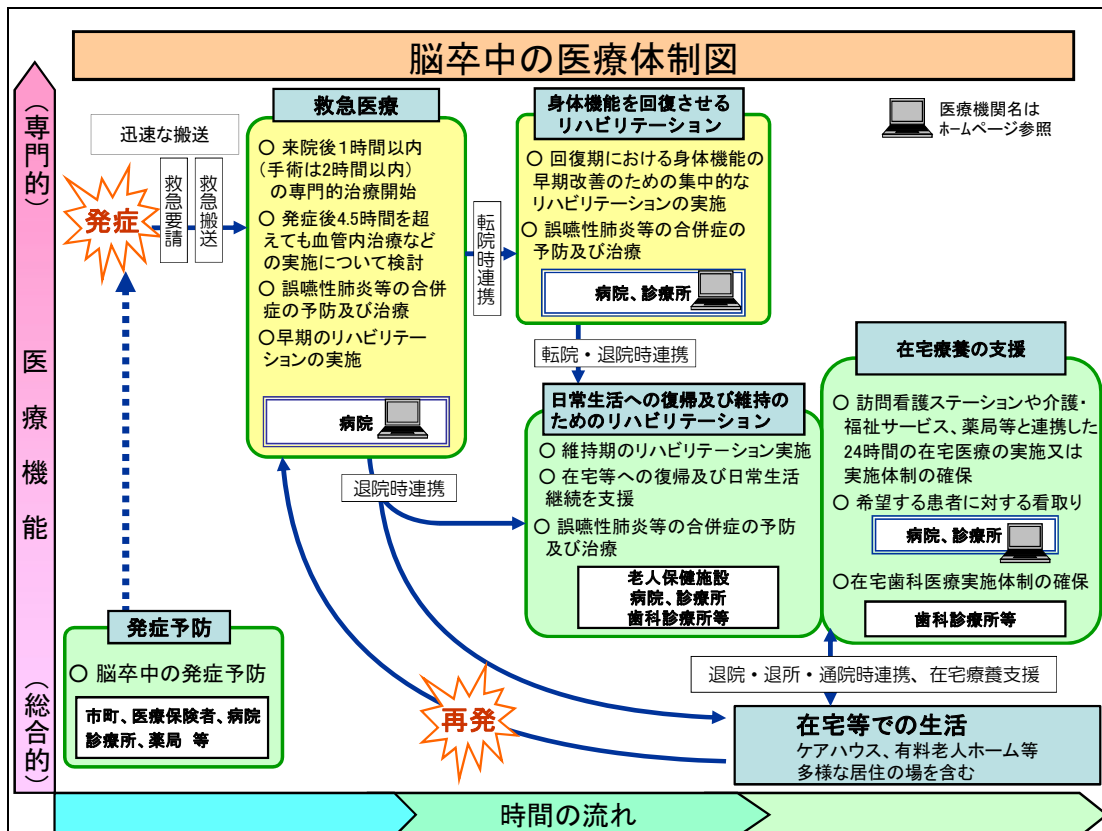 脳卒中の医療体制図
(専門的)
医療機能
(総合的)
医療機関名は
ホームページ参照
迅速な搬送
発症
救急要請
救急搬送
救急医療
○ 来院後1時間以内
(手術は2時間以内)
の専門的治療開始
○ 発症後4.5時間を超
えても血管内治療など
の実施について検討
○ 誤嚥性肺炎等の合併
症の予防及び治療
○早期のリハビリテー
ションの実施
病院
転院時連携
身体機能を回復させる
リハビリテーション
○ 回復期における身体機能の
早期改善のための集中的な
リハビリテーションの実施
○ 誤嚥性肺炎等の合併症の
予防及び治療
病院、診療所
転院・退院時連携
退院時連携
日常生活への復帰及び維持の
ためのリハビリテーション
○ 維持期のリハビリテーション実施
○ 在宅等への復帰及び日常生活
継続を支援
○ 誤嚥性肺炎等の合併症の予防
及び治療
老人保健施設
病院、診療所
歯科診療所等
在宅療養の支援
○ 訪問看護ステーションや介護・
福祉サービス、薬局等と連携した
24時間の在宅医療の実施又は
実施体制の確保
○ 希望する患者に対する看取り
病院、診療所
○在宅歯科医療実施体制の確保
歯科診療所等
発症予防
○ 脳卒中の発症予防
市町、医療保険者、病院
診療所、薬局 等
再発
退院・退所・通院時連携、在宅療養支援
在宅等での生活
ケアハウス、有料老人ホーム等
多様な居住の場を含む
時間の流れ